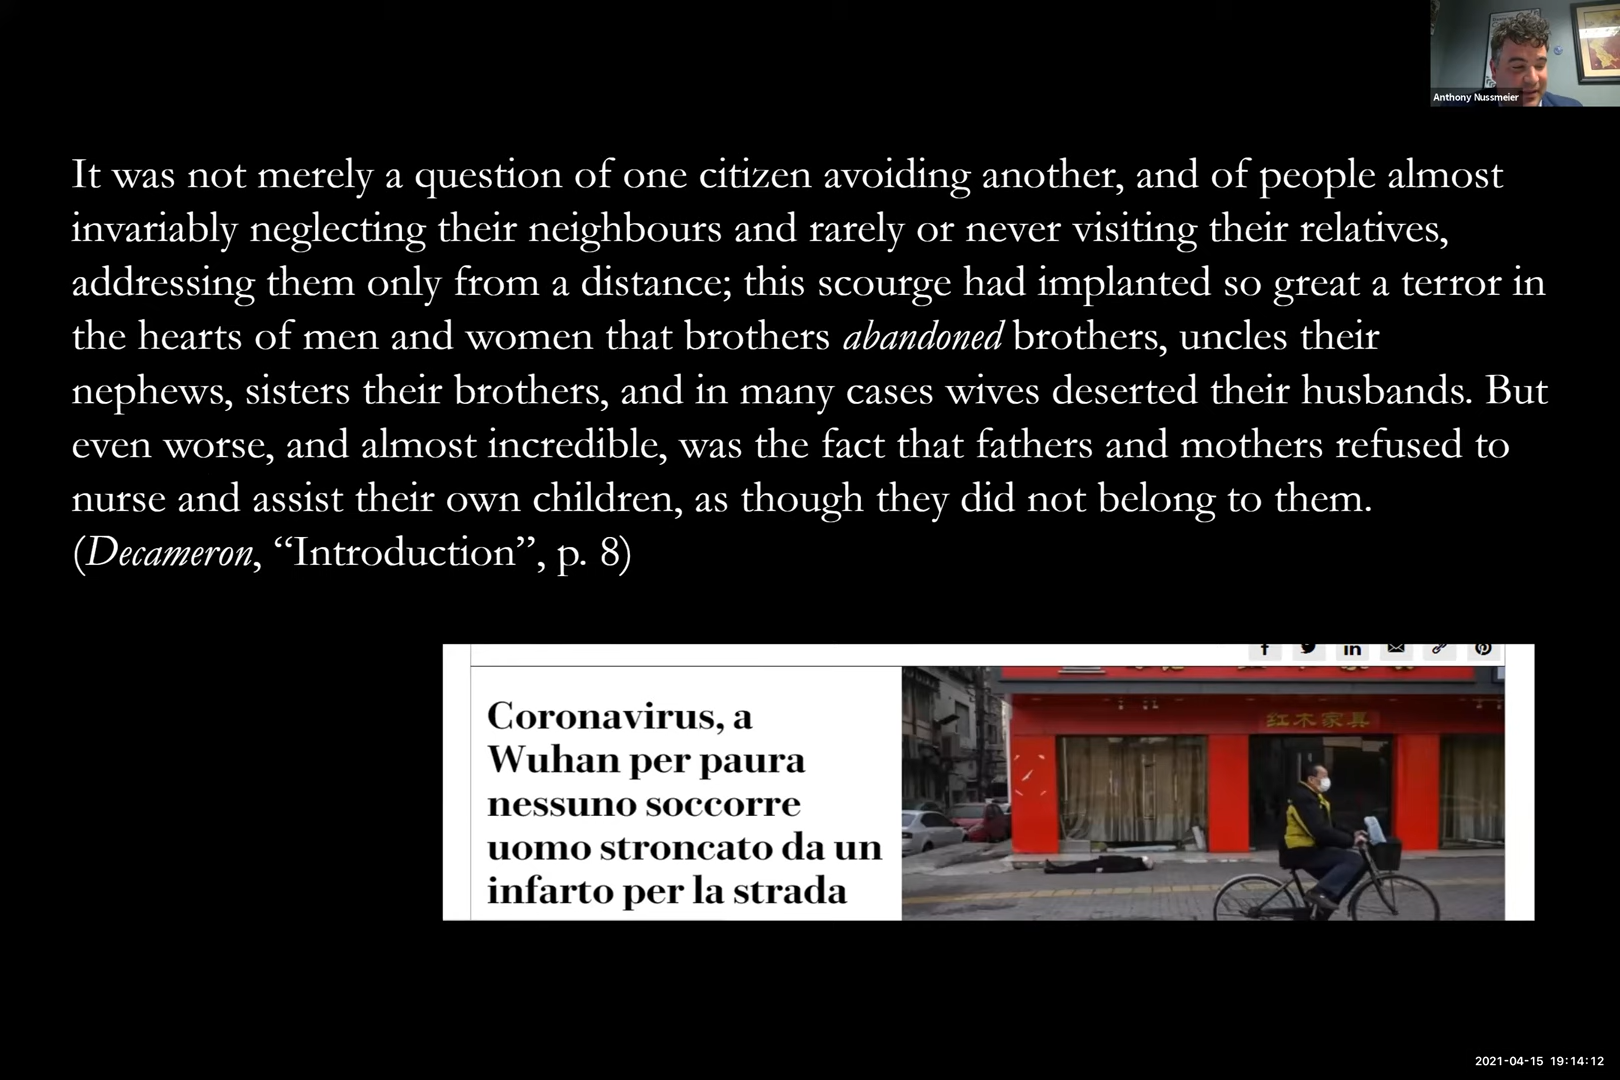 Anthony Nussmeier
It was not merely a question of one citizen avoiding another, and of people almost
invariably neglecting their neighbours and rarely or never visiting their relatives,
addressing them only from a distance; this scourge had implanted so great a terror in
the hearts of men and women that brothers abandoned brothers, uncles their
nephews, sisters their brothers, and in many cases wives deserted their husbands. But
even worse, and almost incredible, was the fact that fathers and mothers refused to
nurse and assist their own children, as though they did not belong to them.
(Decameron, “Introduction”, p. 8)
Coronavirus, a
Wuhan per paura
nessuno soccorre
uomo stroncato da un
infarto per la strada
红木家具
2021-04-15 19:14:12